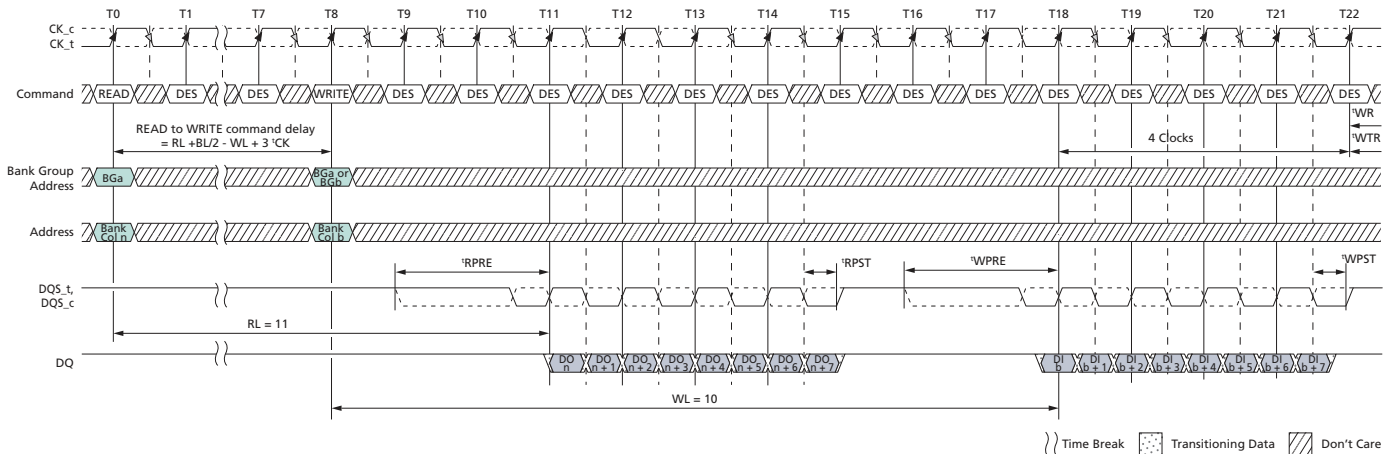 T0 T1 T7 T8 T9 T10 T11 T12 T13 T14 T15 T16 T17 T18 T19 T20 T21 T22
CK_c
CK_t
Command READ DES DES WRITE DES DES DES DES DES DES DES DES DES DES DES DES DES DES
READ to WRITE command delay
= RL +BL/2 - WL + 3 tCK
tWR
4 Clocks tWTR
Bank Group
Address
BGa
BGa or
BGb
Address
Bank
Col n
Bank
Col b
tRPRE tRPST tWPRE tWPST
DQS_t,
DQS_c
RL = 11
DQ
DO
n
DO
n + 1
DO
n + 2
DO
n + 3
DO
n + 4
DO
n + 5
DO
n + 6
DO
n + 7
DI
b
DI
b + 1
DI
b + 2
DI
b + 3
DI
b + 4
DI
b + 5
DI
b + 6
DI
b + 7
WL = 10
Time Break Transitioning Data Don't Care